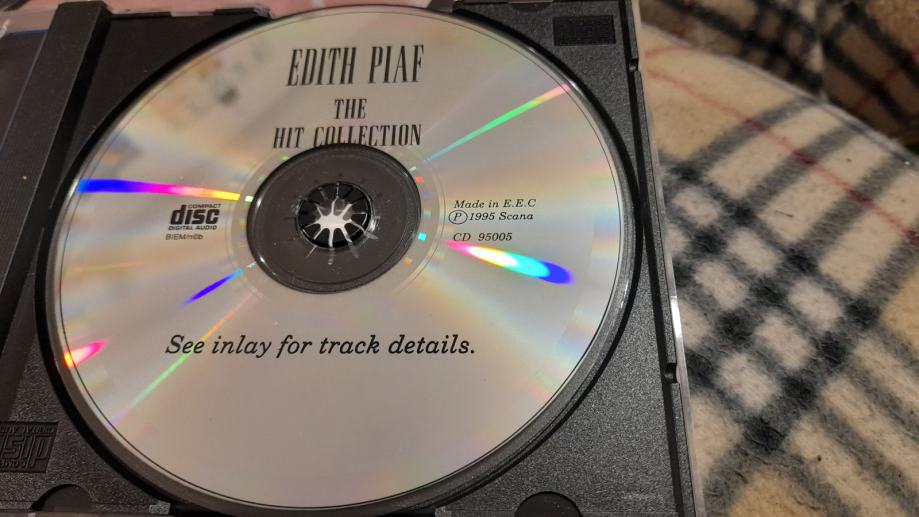 EDITH PIAF
THE
HIT COLLECTION
COMPACT
disc
DIGITAL AUDIO
BIEM/n©b
Made in E.E.C
Ⓟ 1995 Scana
CD 95005
See inlay for track details.